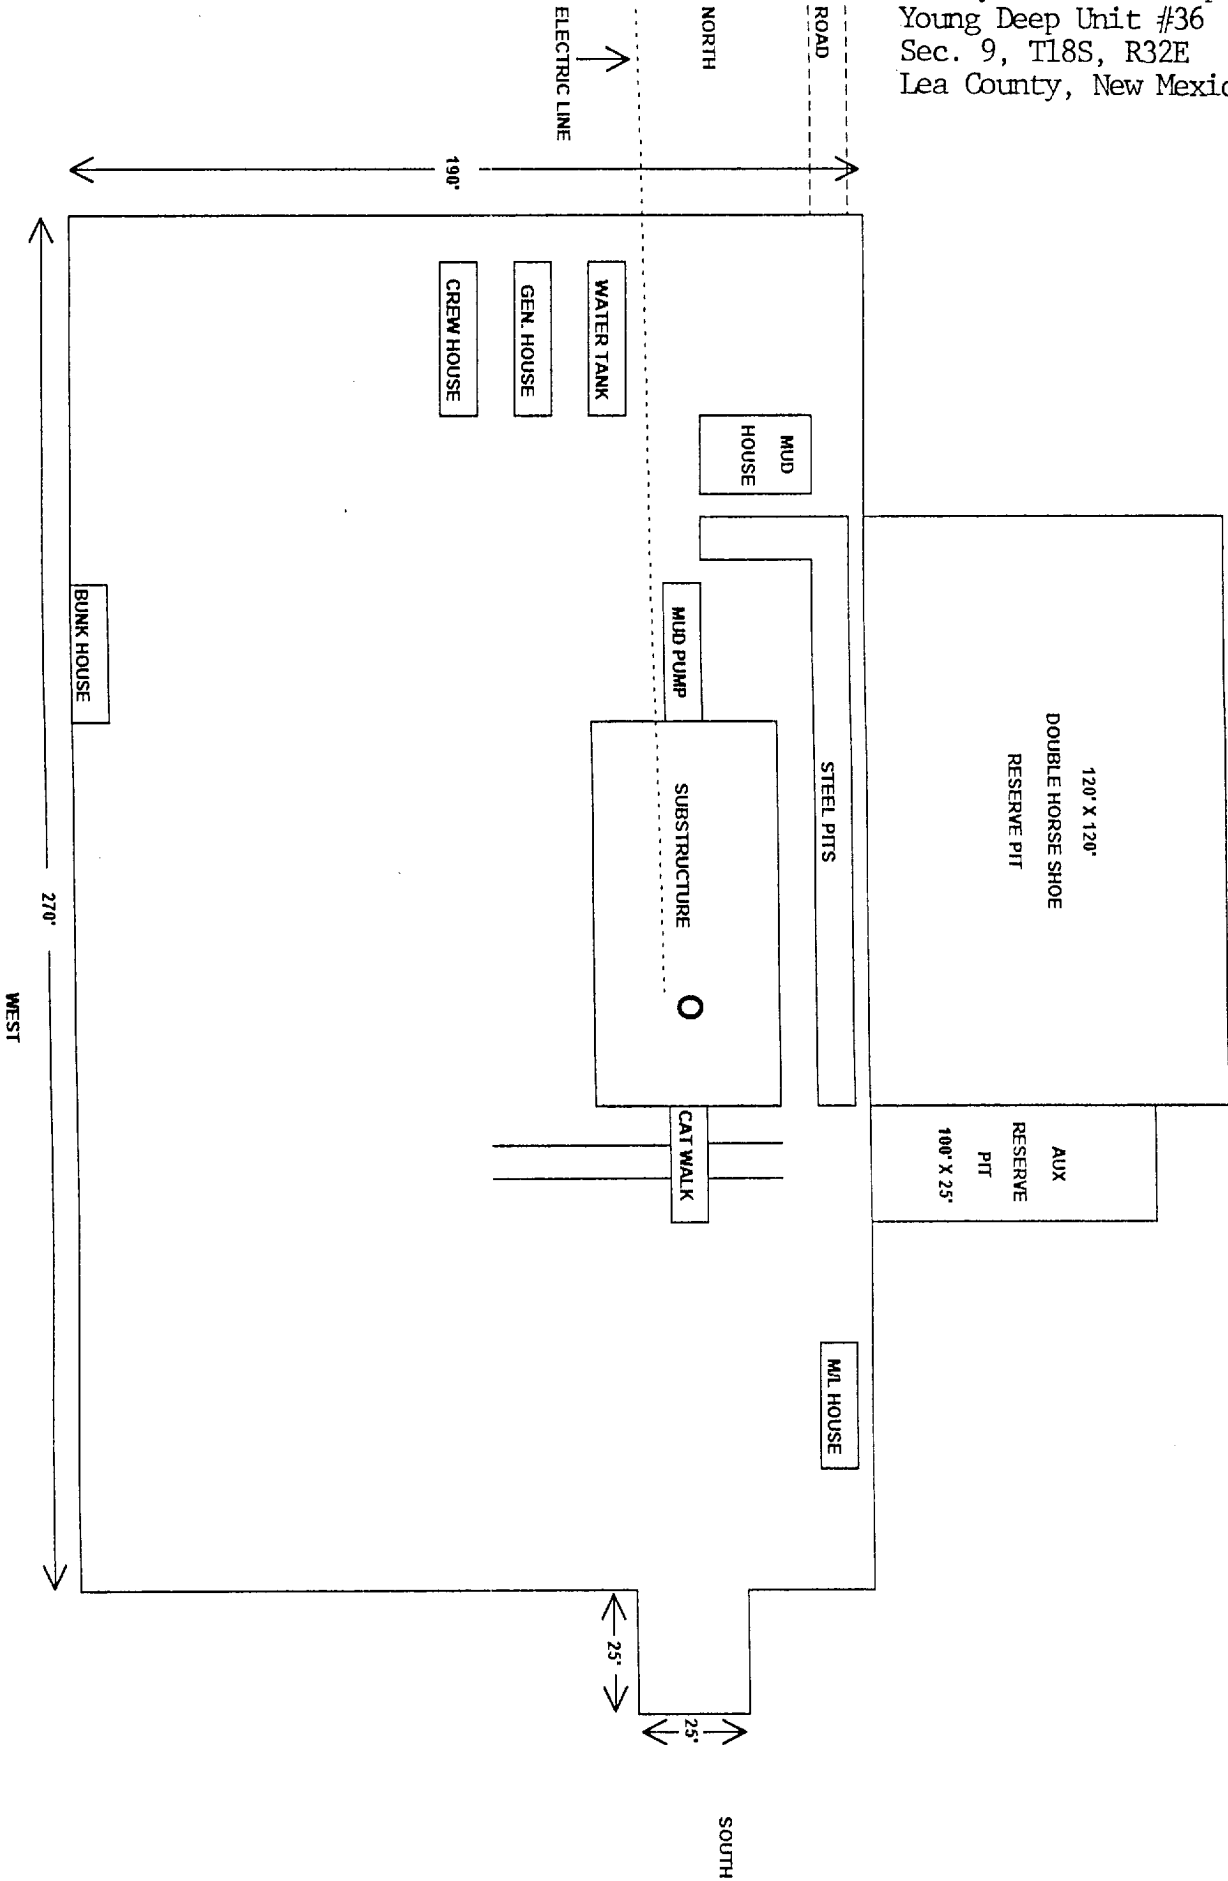 Young Deep Unit #36
Sec. 9, T18S, R32E
Lea County, New Mexic
ELECTRIC LINE
NORTH
ROAD
190'
CREW HOUSE
GEN. HOUSE
WATER TANK
MUD
HOUSE
BUNK HOUSE
MUD PUMP
STEEL PITS
SUBSTRUCTURE
120' X 120'
DOUBLE HORSE SHOE
RESERVE PIT
270'
WEST
CAT WALK
AUX
RESERVE
PIT
100' X 25'
M/L HOUSE
25'
25'
SOUTH